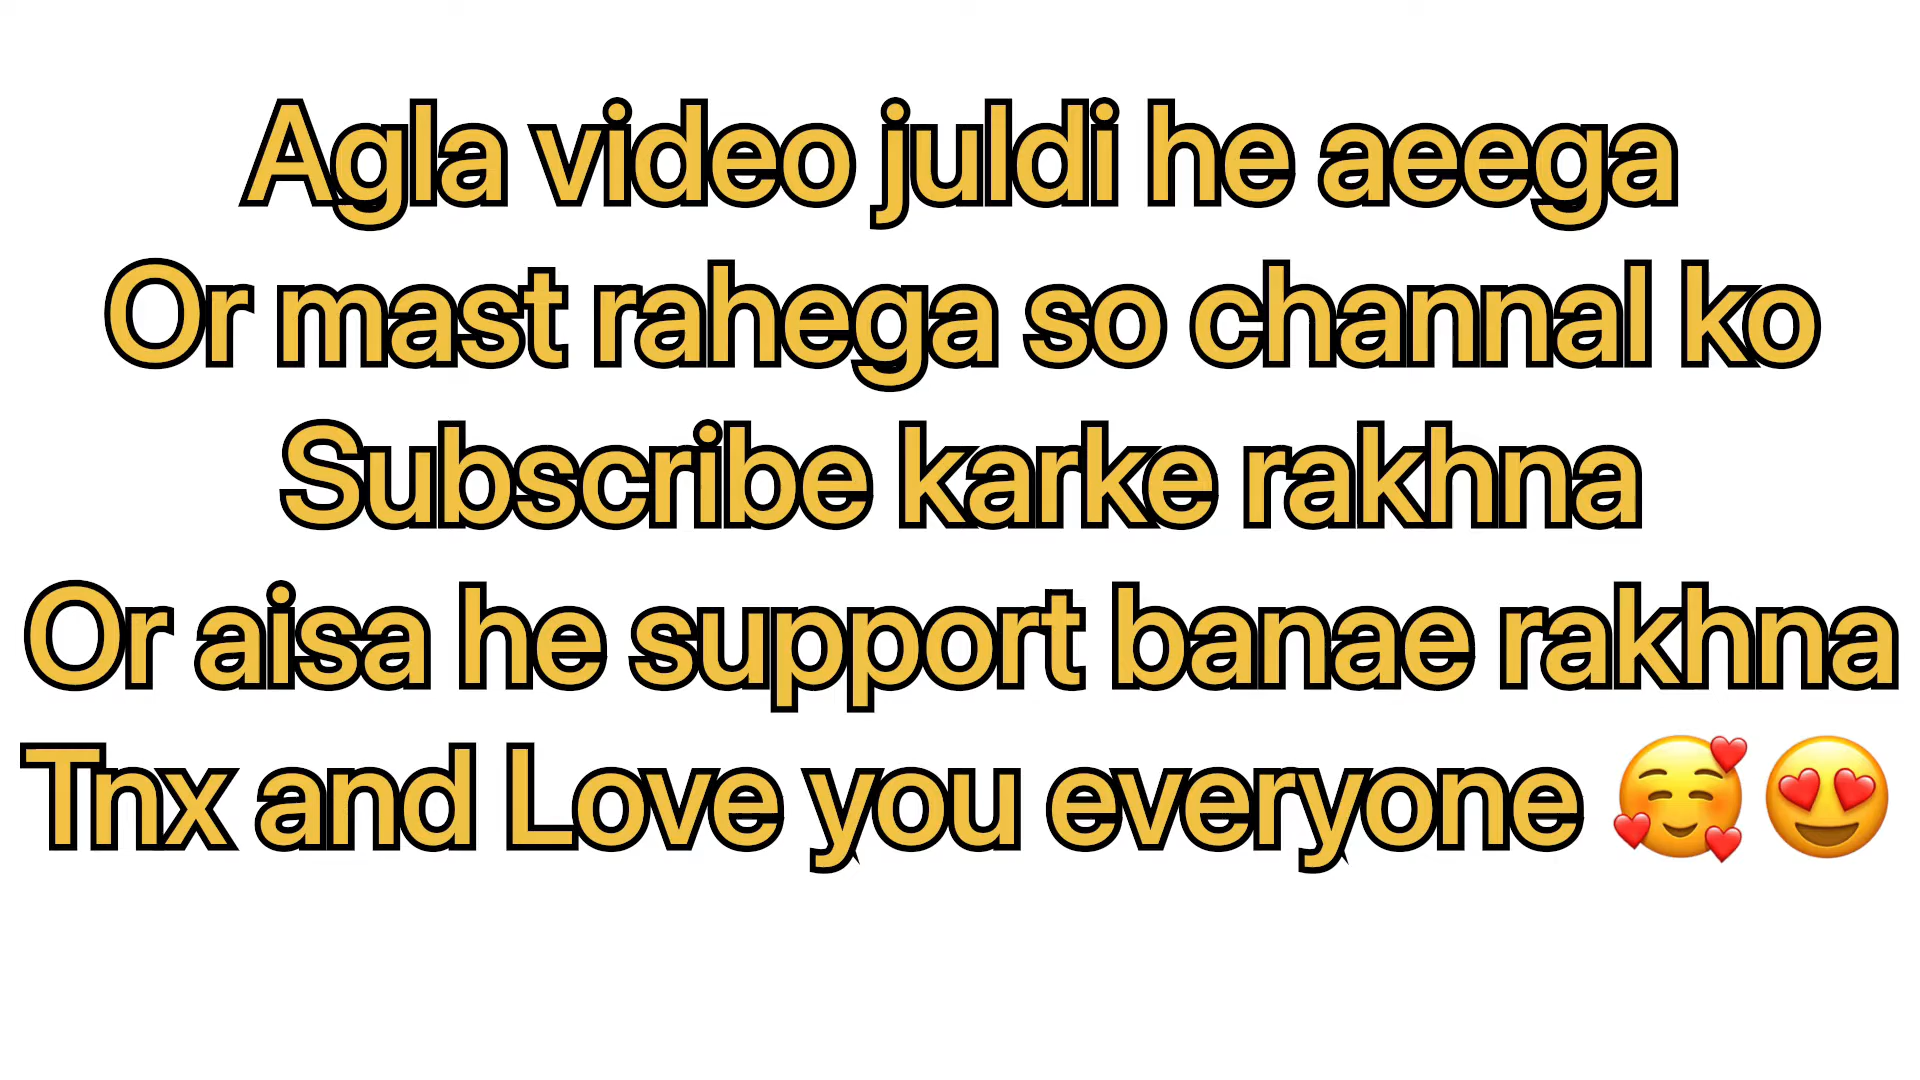 Agla video juldi he aeega
Or mast rahega so channal ko
Subscribe karke rakhna
Or aisa he support banae rakhna
Tnx and Love you everyone 🥰😍